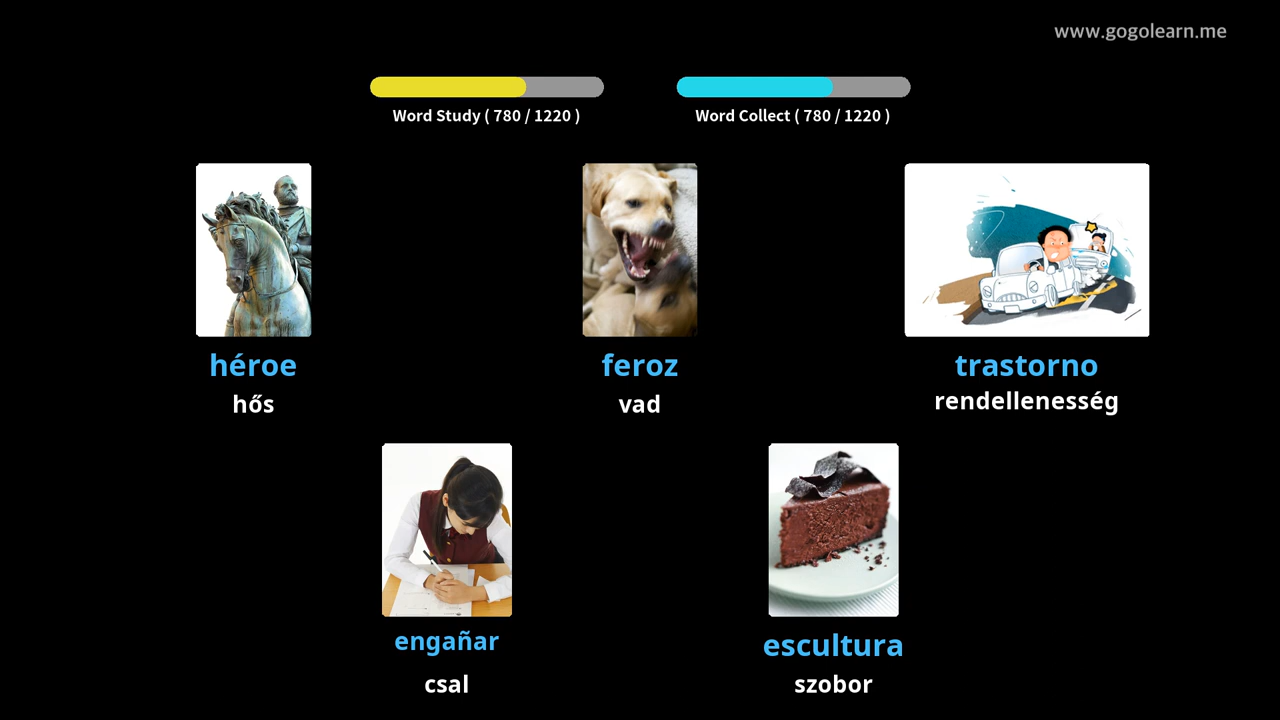 www.gogolearn.me
Word Study ( 780 / 1220 )
Word Collect ( 780 / 1220 )
héroe
hős
feroz
vad
trastorno
rendellenesség
engañar
csal
escultura
szobor